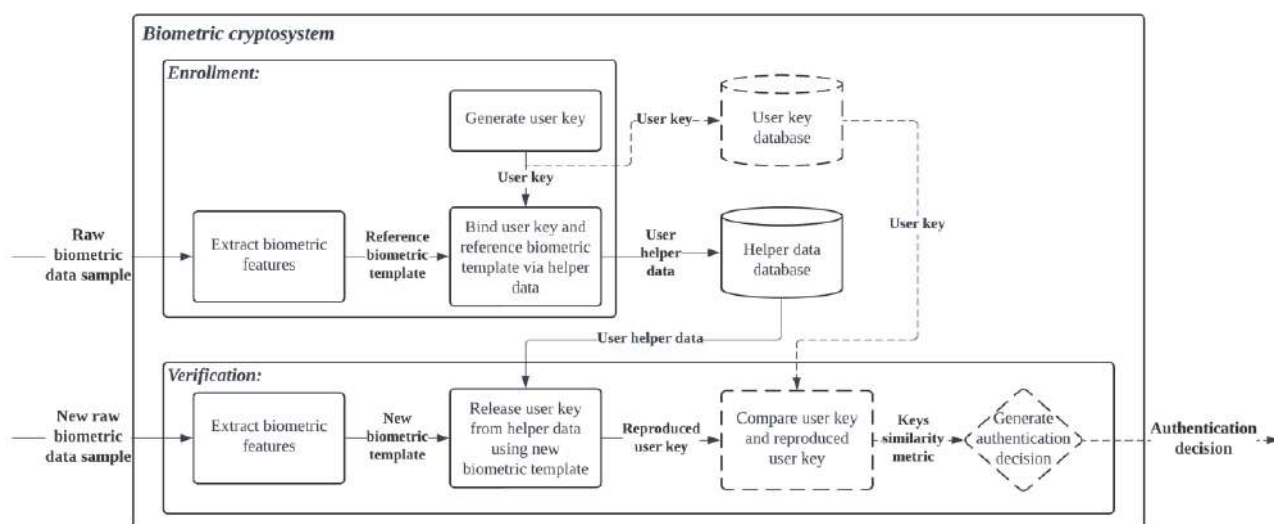 Biometric cryptosystem
Enrollment:
Generate user key
User key
User key
database
User key
Raw
biometric
data sample
Extract biometric
features
Reference
biometric
template
Bind user key and
reference biometric
template via helper
data
User
helper
data
Helper data
database
User key
User helper data
Verification:
New raw
biometric
data sample
Extract biometric
features
New
biometric
template
Release user key
from helper data
using new
biometric template
Reproduced
user key
Compare user key
and reproduced
user key
Keys
similarity
metric
Generate
authentication
decision
Authentication
decision